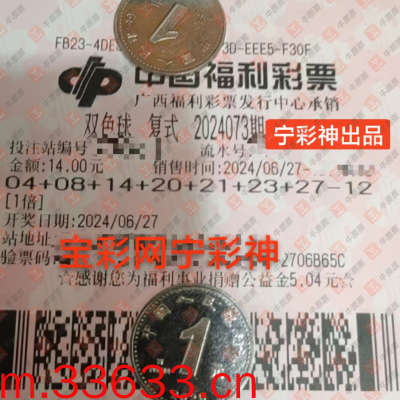 FB23-4DE
3D-EEE5-F30F
中国福利彩票
广西福利彩票发行中心承销
双色球 复式 2024073期
宁彩神出品
投注站编号
流水号
金额:14.00元 销售时间:2024/06/27-
04+08+14+20+21+23+27-12
[1倍]
开奖日期:2024/06/27
站地址:
宝彩网宁彩神
验票码
2706B65C
☆感谢您为福利事业捐赠公益金5.04元☆
1
m.33633.cn